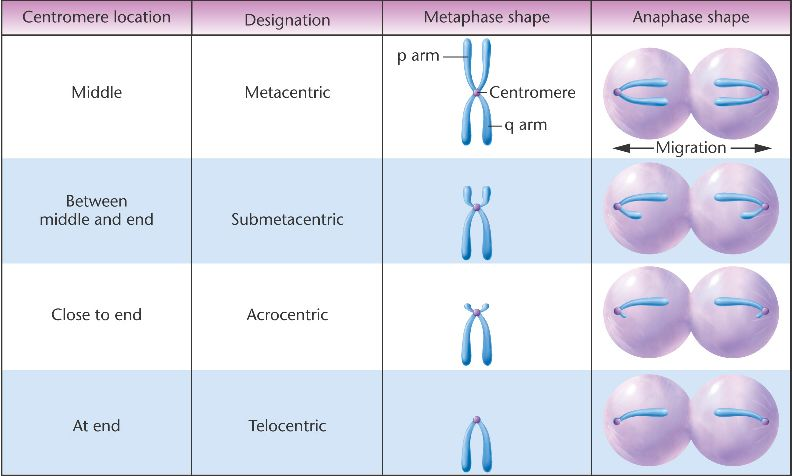 Centromere location
Designation
Metaphase shape
Anaphase shape
Middle
Metacentric
p arm
Centromere
q arm
Migration
Between
middle and end
Submetacentric
Close to end
Acrocentric
At end
Telocentric